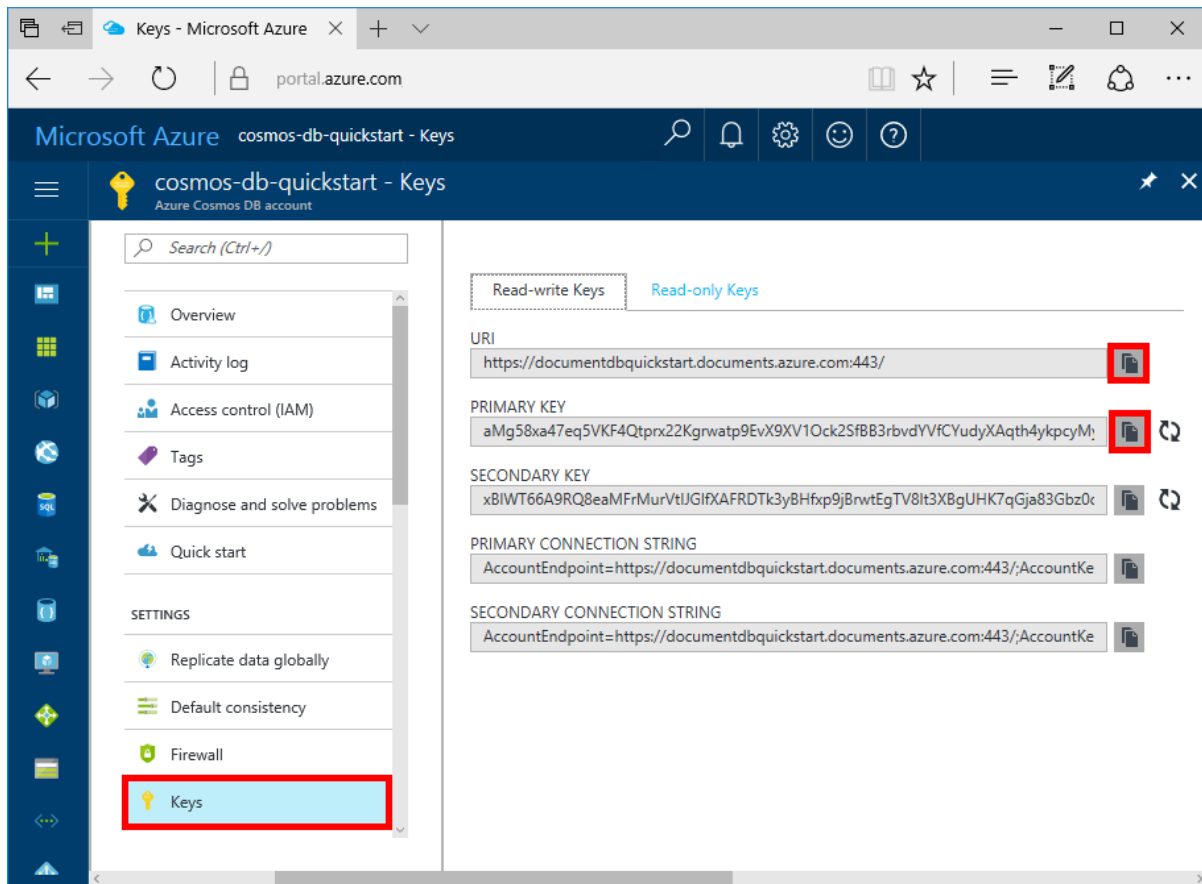 Keys - Microsoft Azure
portal.azure.com
Microsoft Azure cosmos-db-quickstart - Keys
cosmos-db-quickstart - Keys
Azure Cosmos DB account
Search (Ctrl+/)
Overview
Activity log
Access control (IAM)
Tags
Diagnose and solve problems
Quick start
SETTINGS
Replicate data globally
Default consistency
Firewall
Keys
Read-write Keys Read-only Keys
URI
https://documentdbquickstart.documents.azure.com:443/
PRIMARY KEY
SECONDARY KEY
PRIMARY CONNECTION STRING
AccountEndpoint=https://documentdbquickstart.documents.azure.com:443/;AccountKe
SECONDARY CONNECTION STRING
AccountEndpoint=https://documentdbquickstart.documents.azure.com:443/;AccountKe
SQL